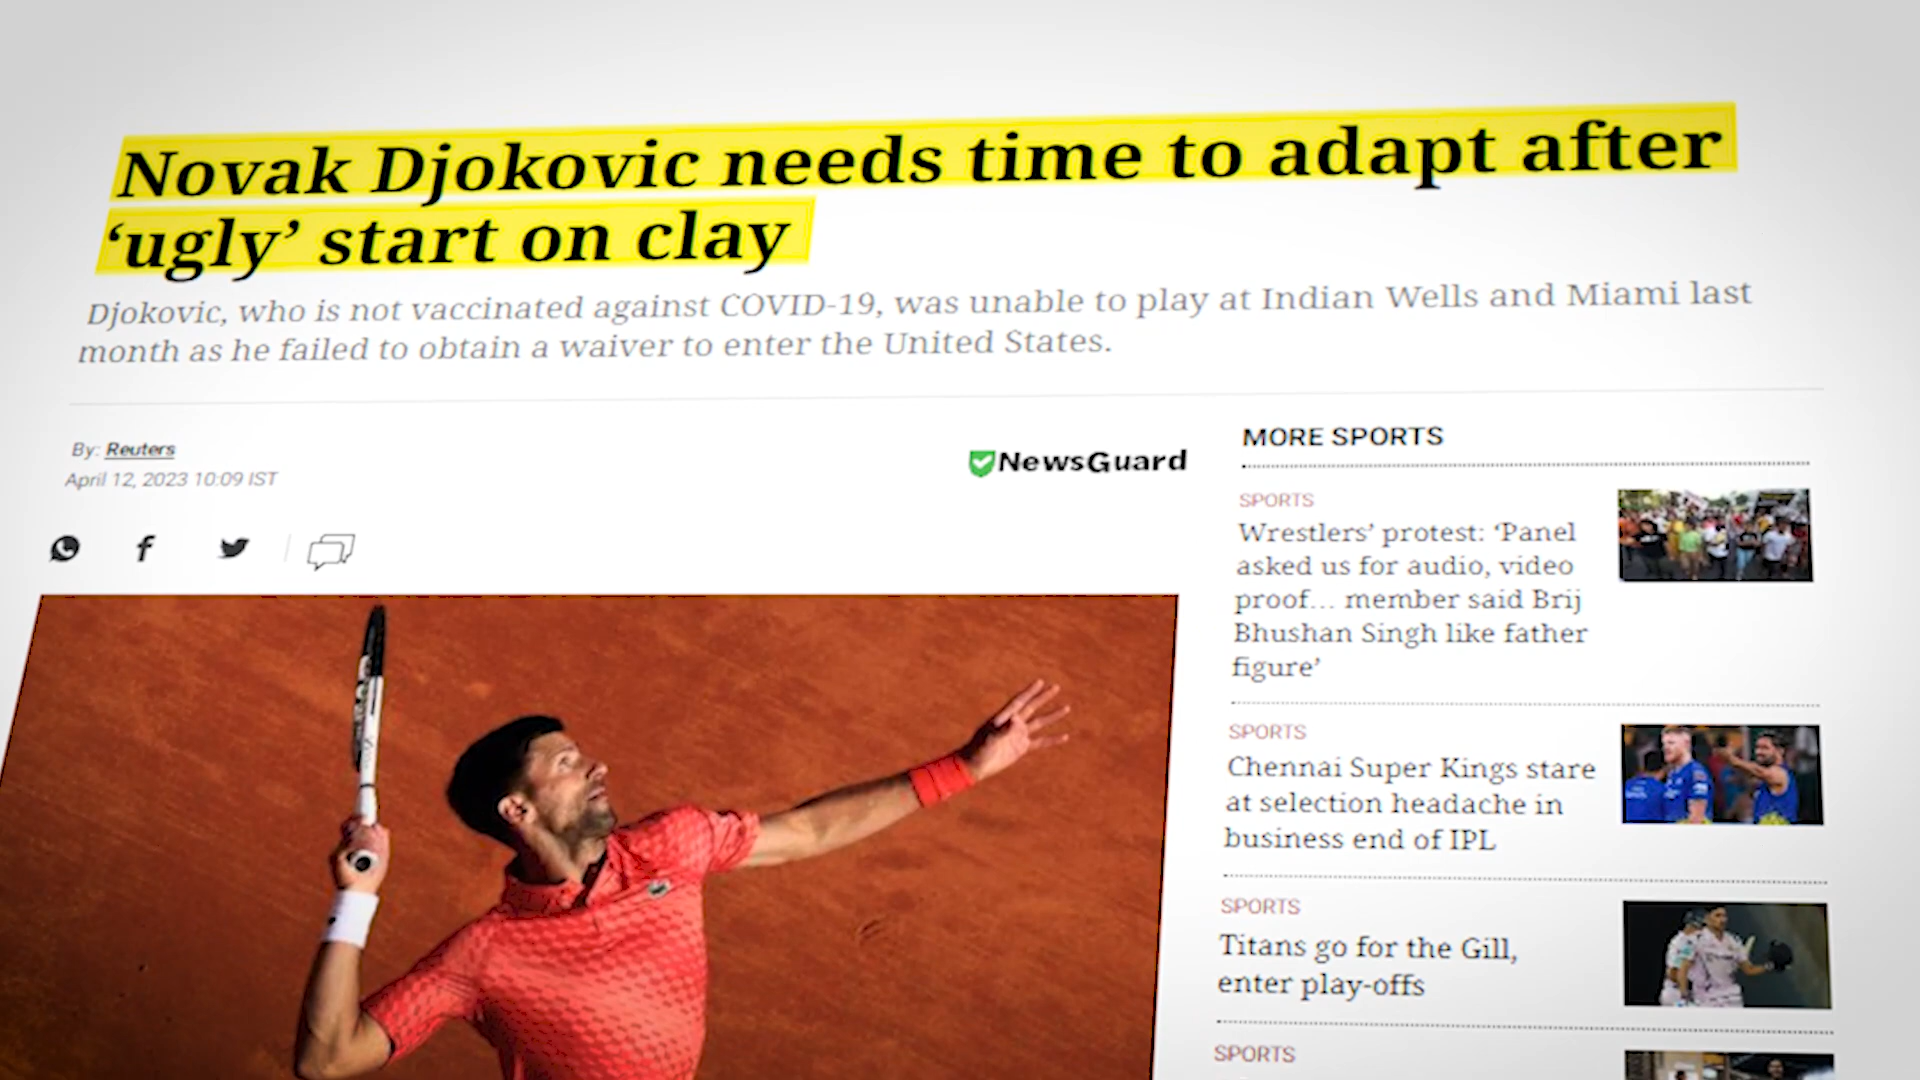 Novak Djokovic needs time to adapt after
‘ugly’ start on clay
Djokovic, who is not vaccinated against COVID-19, was unable to play at Indian Wells and Miami last
month as he failed to obtain a waiver to enter the United States.
By: Reuters
April 12, 2023 10:09 IST
NewsGuard
MORE SPORTS
SPORTS
Wrestlers’ protest: ‘Panel
asked us for audio, video
proof... member said Brij
Bhushan Singh like father
figure’
SPORTS
Chennai Super Kings stare
at selection headache in
business end of IPL
SPORTS
Titans go for the Gill,
enter play-offs
SPORTS